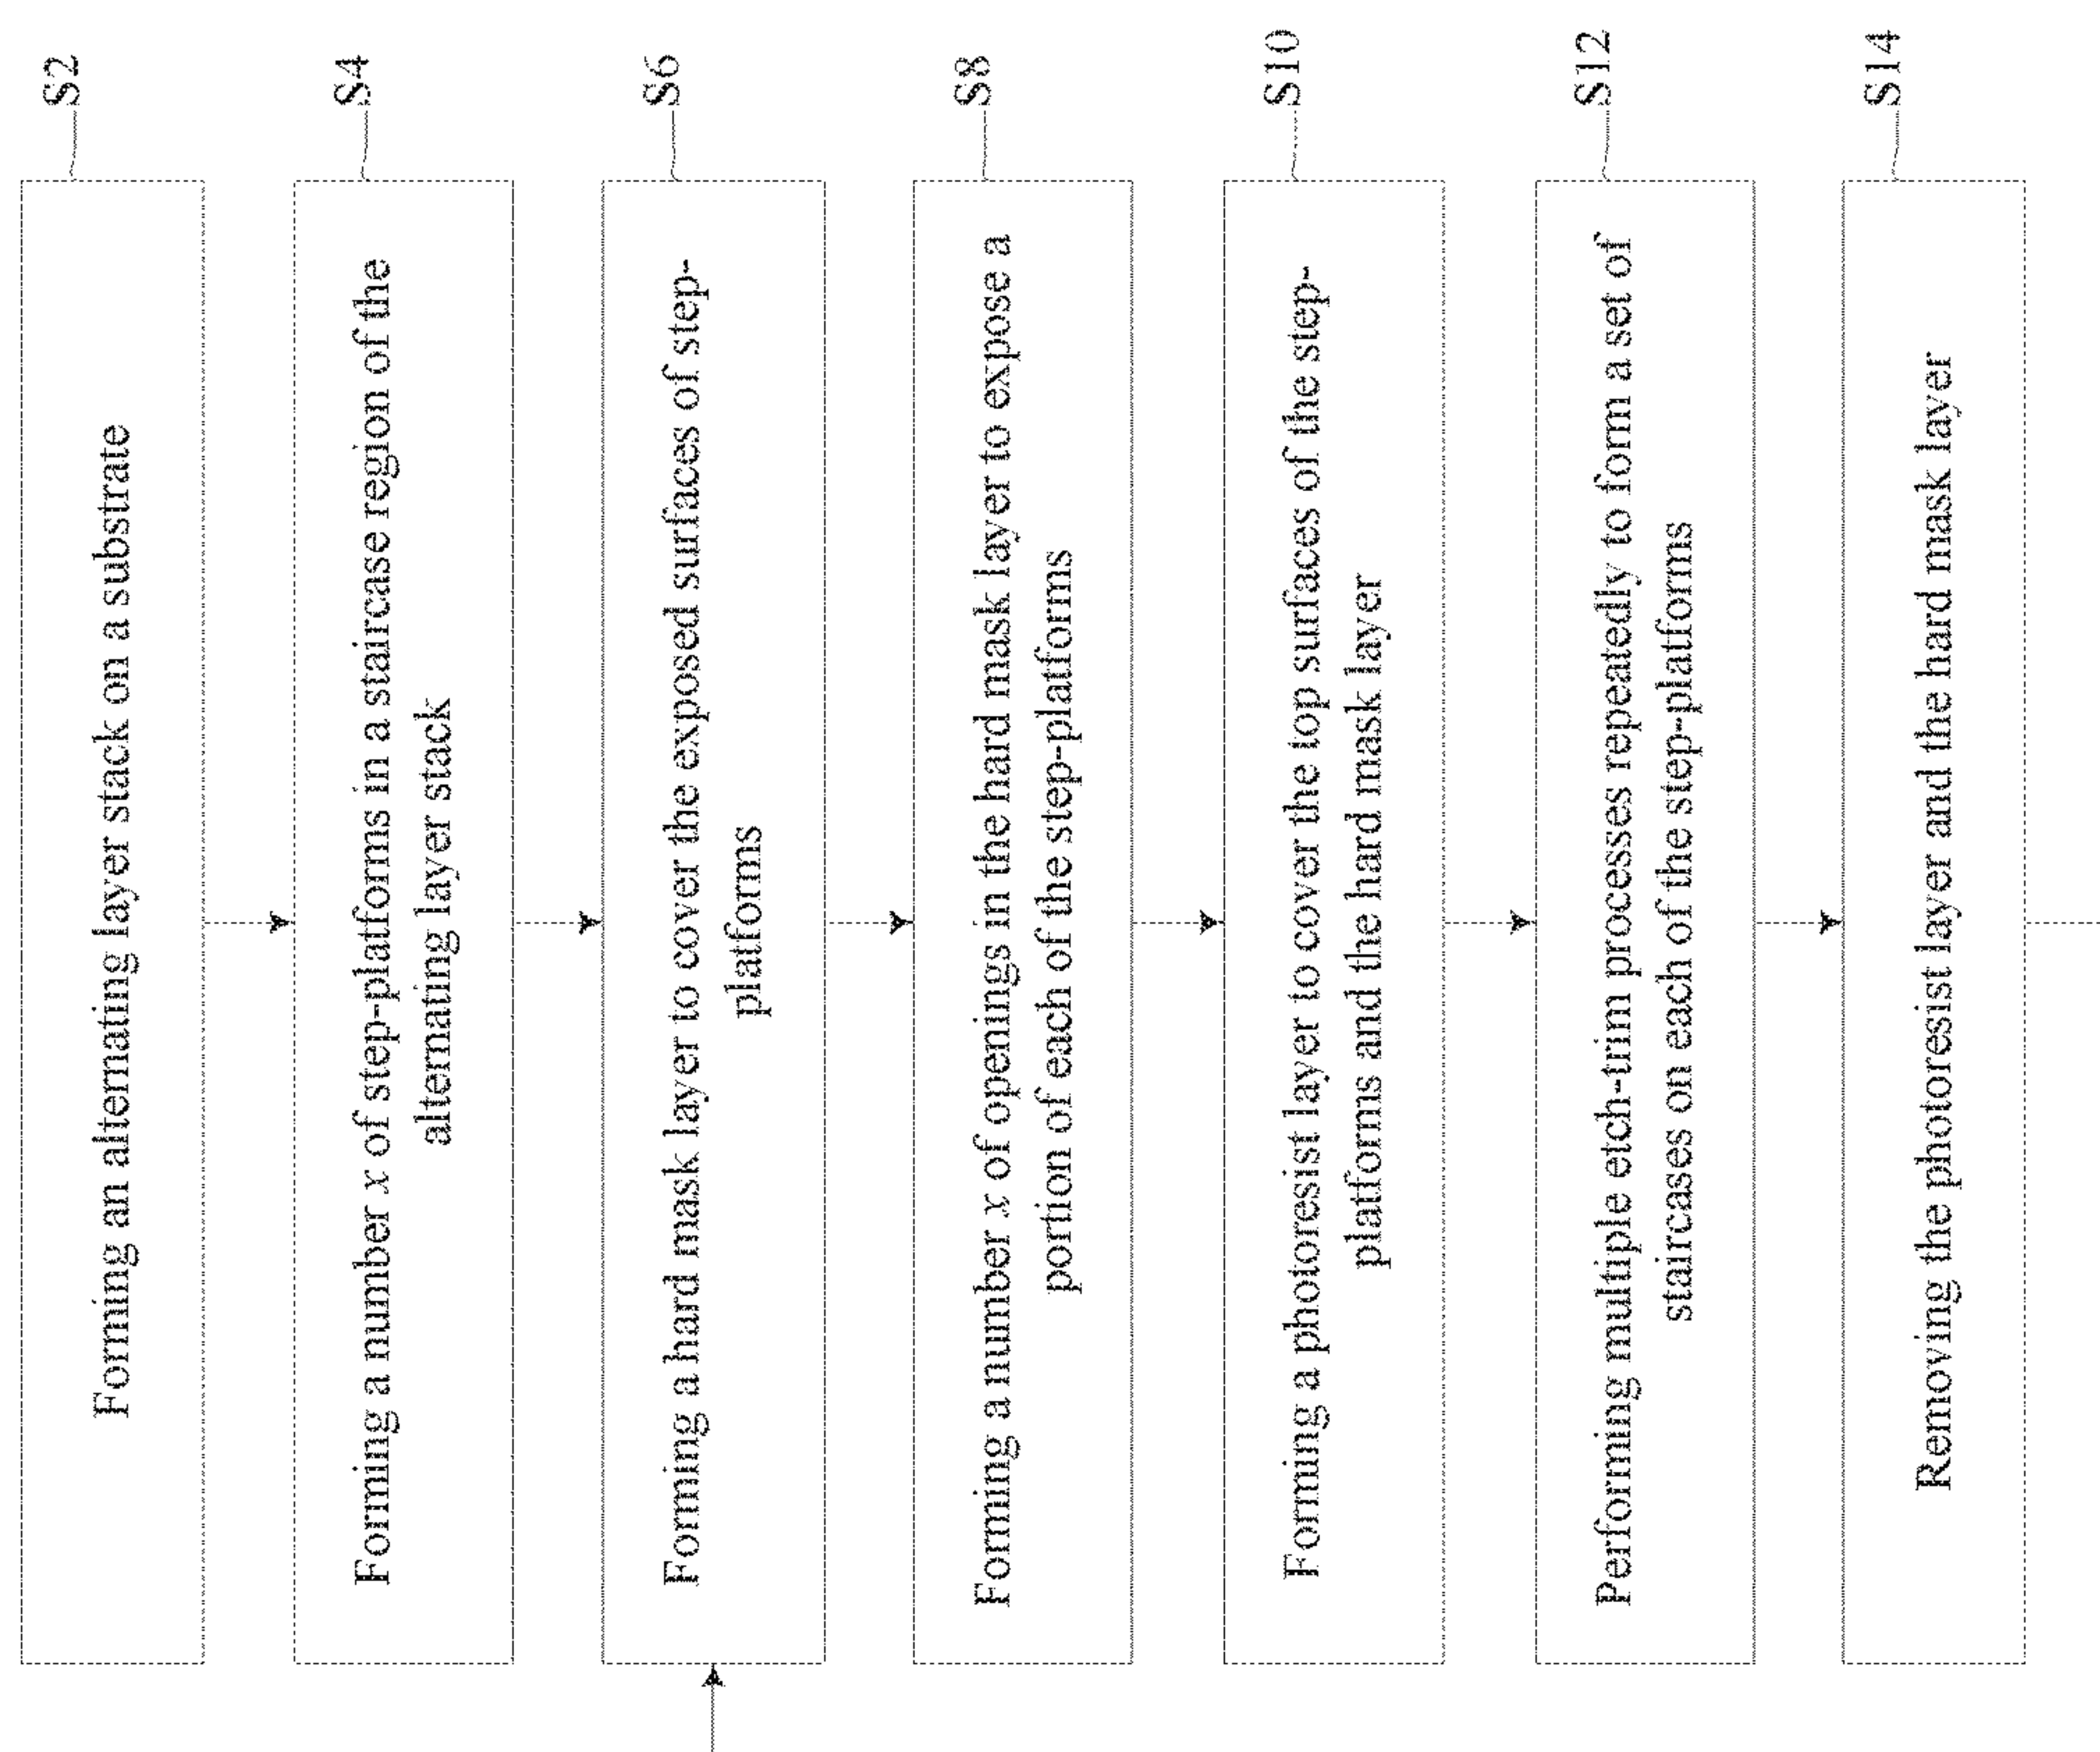 S2
Forming an alternating layer stack on a substrate
S4
Forming a number x of step-platforms in a staircase region of the
alternating layer stack
S6
Forming a hard mask layer to cover the exposed surfaces of step-
platforms
S8
Forming a number x of openings in the hard mask layer to expose a
portion of each of the step-platforms
S10
Forming a photoresist layer to cover the top surfaces of the step-
platforms and the hard mask layer
S12
Performing multiple etch-trim processes repeatedly to form a set of
staircases on each of the step-platforms
S14
Removing the photoresist layer and the hard mask layer